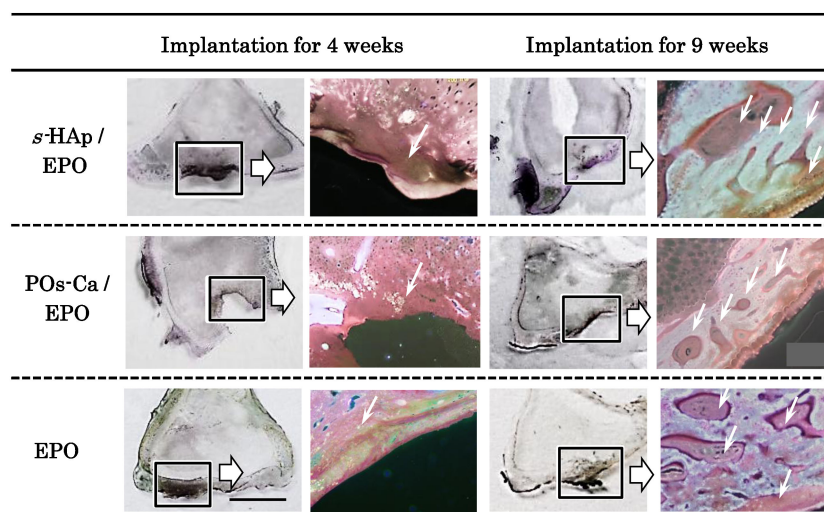 Implantation for 4 weeks
Implantation for 9 weeks
s-HAp /
EPO
POs-Ca /
EPO
EPO